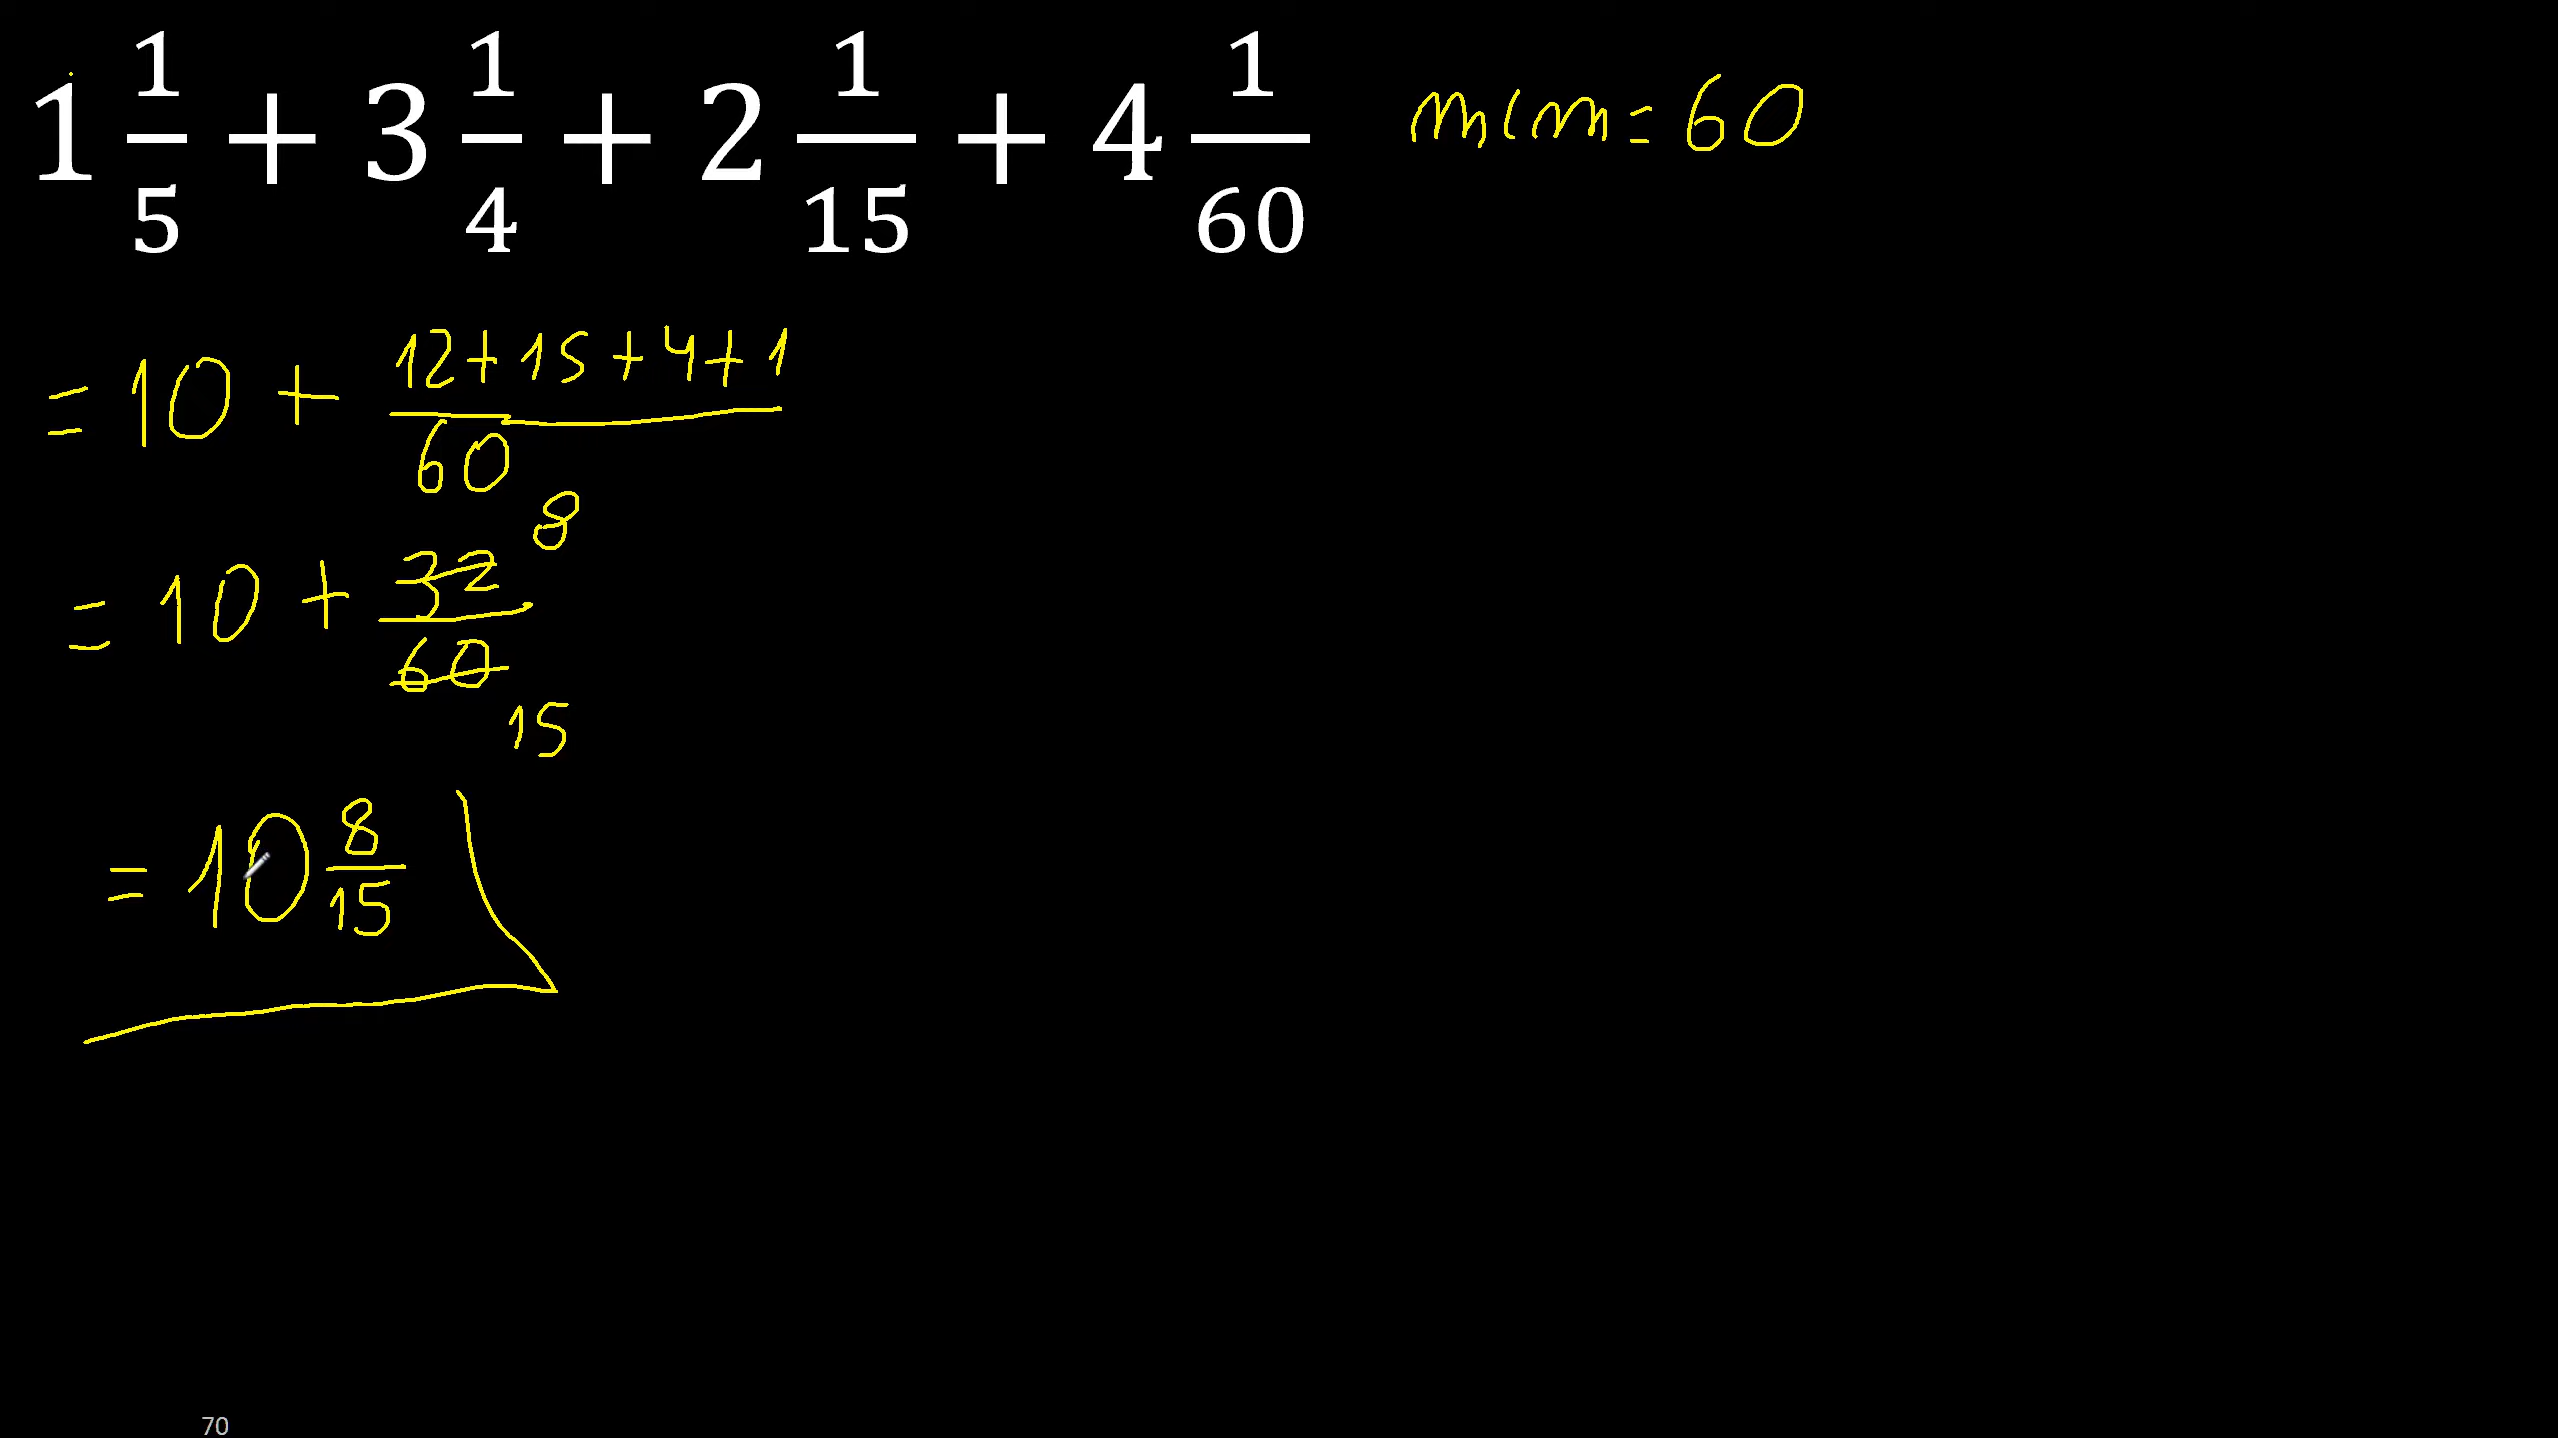 1 1/5 + 3 1/4 + 2 1/15 + 4 1/60 mcm = 60
= 10 + (12 + 15 + 4 + 1)/60
= 10 + 32/60 8 15
= 10 8/15
70